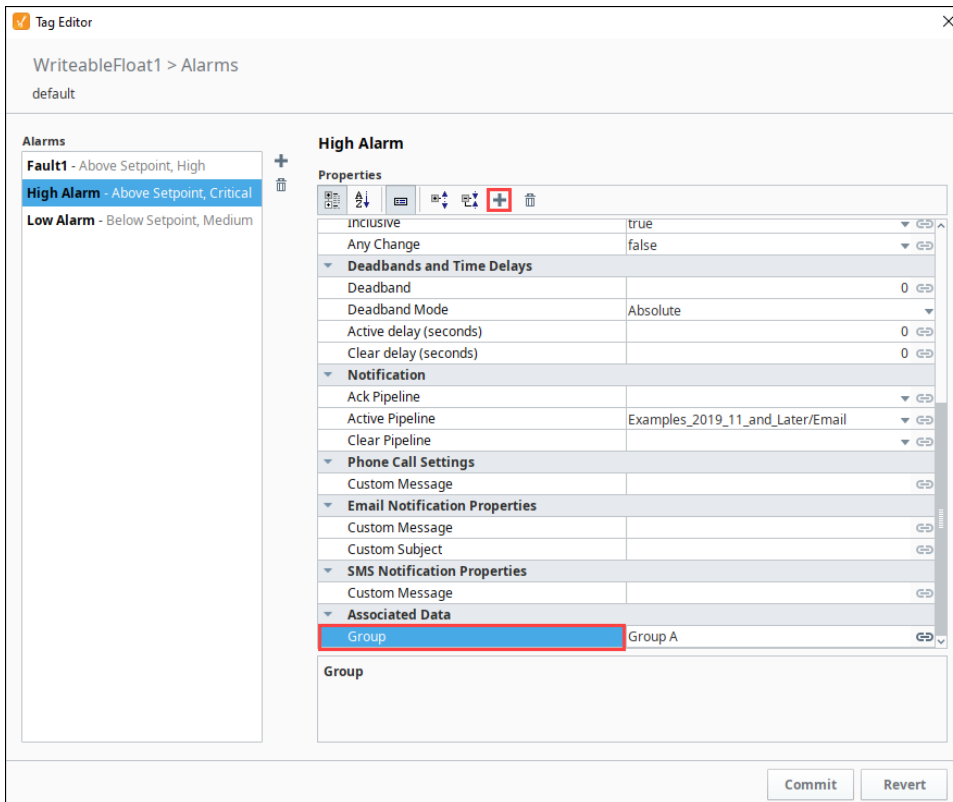 Tag Editor
WriteableFloat1 > Alarms
default
Alarms
Fault1 - Above Setpoint, High
High Alarm - Above Setpoint, Critical
Low Alarm - Below Setpoint, Medium
High Alarm
Properties
Inclusive true
Any Change false
Deadbands and Time Delays
Deadband 0
Deadband Mode Absolute
Active delay (seconds) 0
Clear delay (seconds) 0
Notification
Ack Pipeline
Active Pipeline Examples_2019_11_and_Later/Email
Clear Pipeline
Phone Call Settings
Custom Message
Email Notification Properties
Custom Message
Custom Subject
SMS Notification Properties
Custom Message
Associated Data
Group Group A
Group
Commit Revert